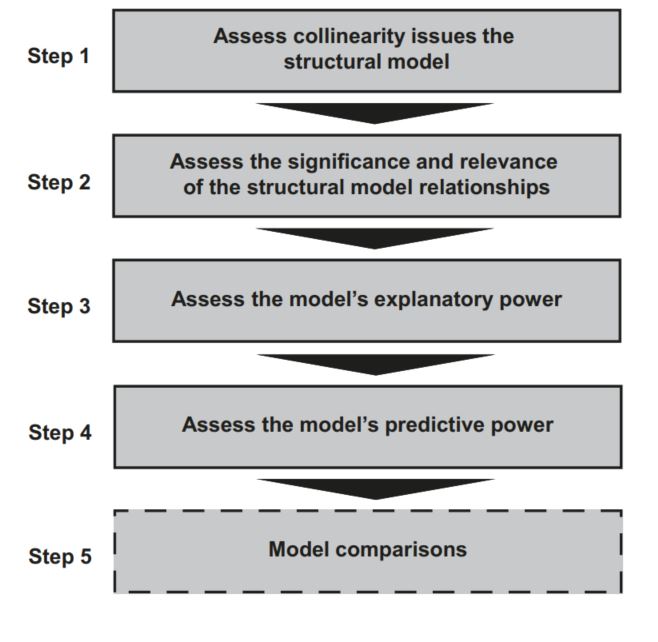 Step 1
Assess collinearity issues the
structural model
Step 2
Assess the significance and relevance
of the structural model relationships
Step 3
Assess the model’s explanatory power
Step 4
Assess the model’s predictive power
Step 5
Model comparisons